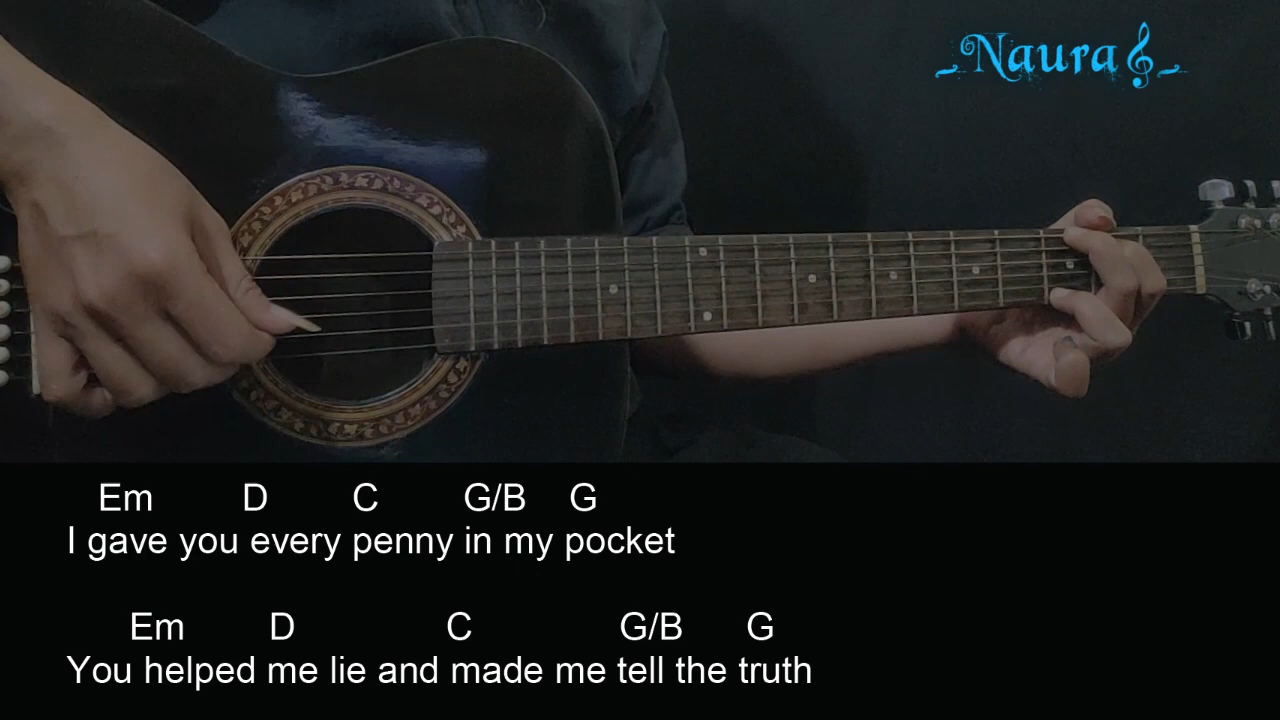 Naura
Em D C G/B G
I gave you every penny in my pocket
Em D C G/B G
You helped me lie and made me tell the truth